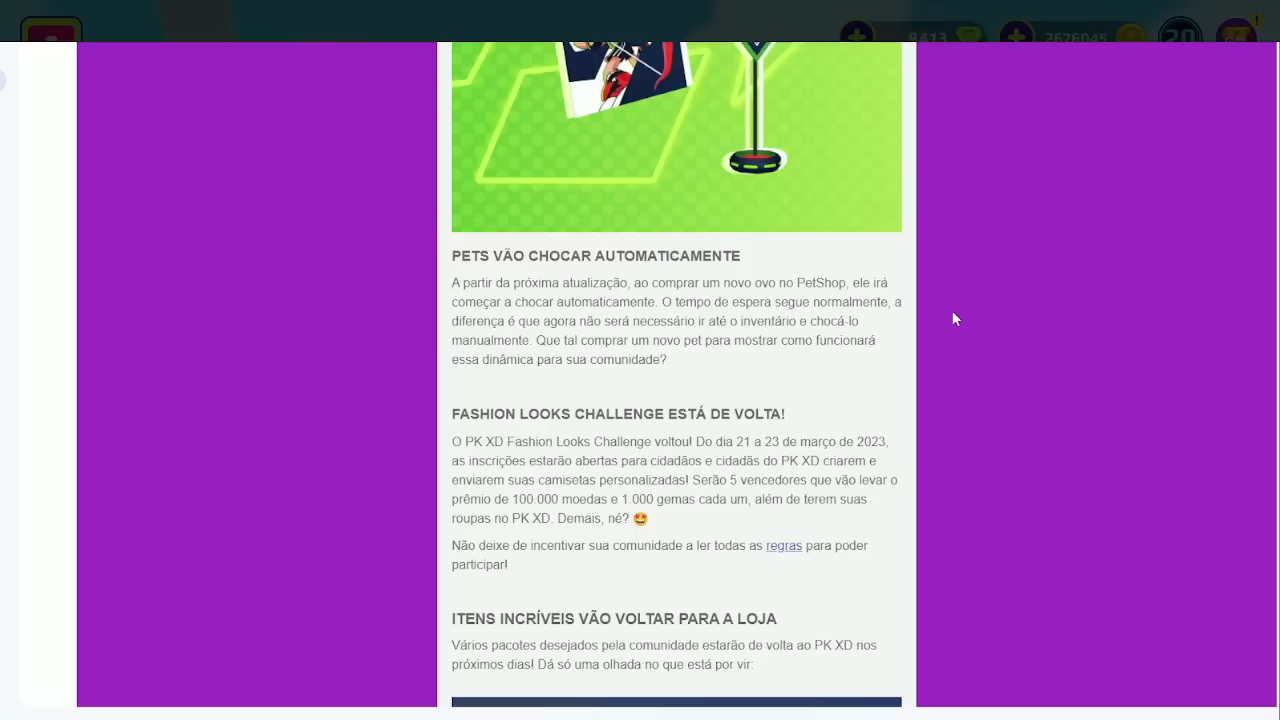 9413
2676045
20
PETS VÃO CHOCAR AUTOMATICAMENTE
A partir da próxima atualização, ao comprar um novo ovo no PetShop, ele irá
começar a chocar automaticamente. O tempo de espera segue normalmente, a
diferença é que agora não será necessário ir até o inventário e chocá-lo
manualmente. Que tal comprar um novo pet para mostrar como funcionará
essa dinâmica para sua comunidade?
FASHION LOOKS CHALLENGE ESTÁ DE VOLTA!
O PK XD Fashion Looks Challenge voltou! Do dia 21 a 23 de março de 2023,
as inscrições estarão abertas para cidadãos e cidadãs do PK XD criarem e
enviarem suas camisetas personalizadas! Serão 5 vencedores que vão levar o
prêmio de 100.000 moedas e 1.000 gemas cada um, além de terem suas
roupas no PK XD. Demais, né? 🤩
Não deixe de incentivar sua comunidade a ler todas as regras para poder
participar!
ITENS INCRÍVEIS VÃO VOLTAR PARA A LOJA
Vários pacotes desejados pela comunidade estarão de volta ao PK XD nos
próximos dias! Dá só uma olhada no que está por vir: